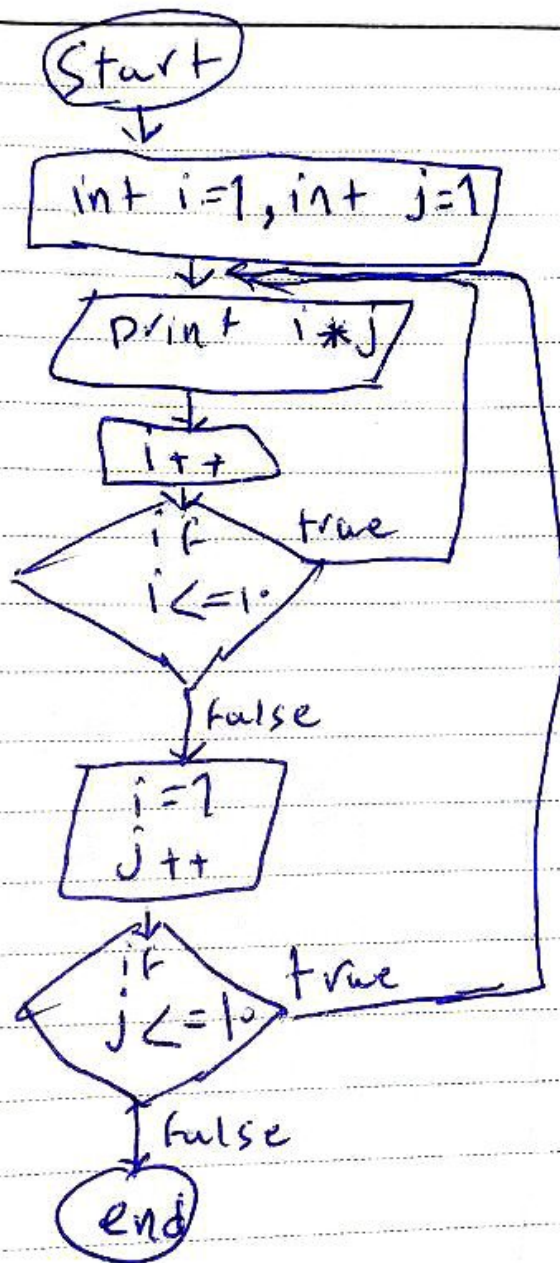 Start
int i=1, int j=1
print i*j
i++
if
true
i<=10
false
i=1
j++
if
true
j<=10
false
end